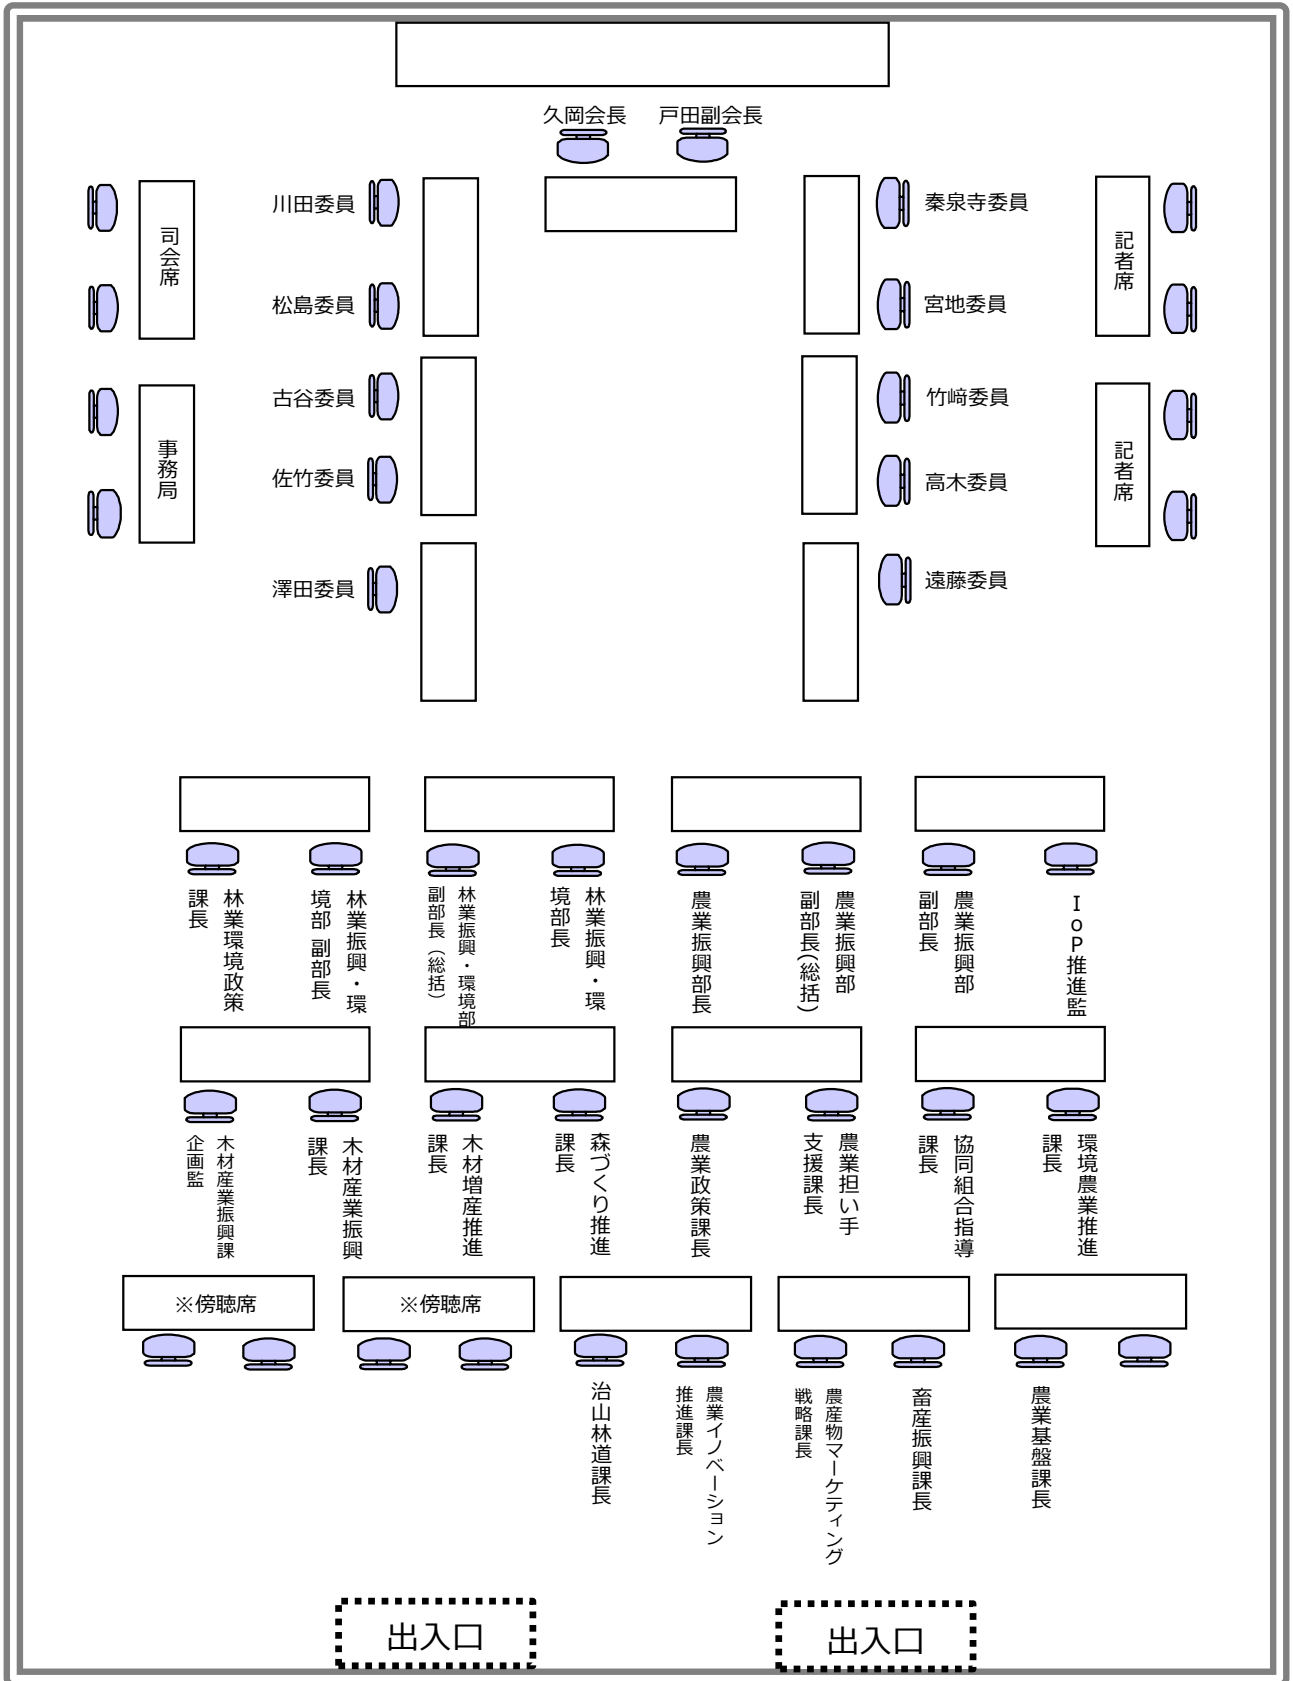 久岡会長
戸田副会長
司会席
川田委員
秦泉寺委員
記者席
松島委員
宮地委員
事務局
古谷委員
竹﨑委員
記者席
佐竹委員
高木委員
澤田委員
遠藤委員
林業環境政策
課長
林業振興・環
境部 副部長
林業振興・環境部
副部長（総括）
林業振興・環
境部長
農業振興部長
農業振興部
副部長(総括)
農業振興部
副部長
IoP推進監
木材産業振興課
企画監
木材産業振興
課長
木材増産推進
課長
森づくり推進
課長
農業政策課長
農業担い手
支援課長
協同組合指導
課長
環境農業推進
課長
※傍聴席
※傍聴席
治山林道課長
農業イノベーション
推進課長
農産物マーケティング
戦略課長
畜産振興課長
農業基盤課長
出入口
出入口